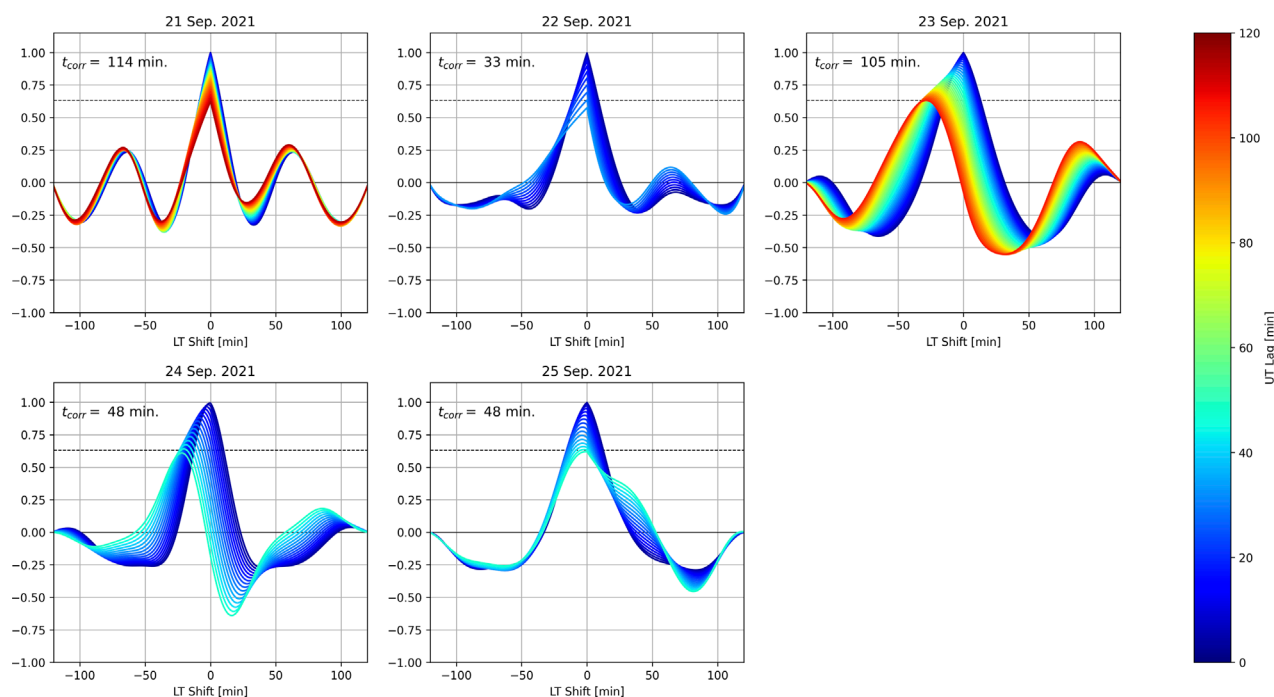 21 Sep. 2021
22 Sep. 2021
23 Sep. 2021
t_corr = 114 min.
t_corr = 33 min.
t_corr = 105 min.
1.00
0.75
0.50
0.25
0.00
−0.25
−0.50
−0.75
−1.00
−100 −50 0 50 100
LT Shift [min]
1.00
0.75
0.50
0.25
0.00
−0.25
−0.50
−0.75
−1.00
−100 −50 0 50 100
LT Shift [min]
1.00
0.75
0.50
0.25
0.00
−0.25
−0.50
−0.75
−1.00
−100 −50 0 50 100
LT Shift [min]
24 Sep. 2021
25 Sep. 2021
t_corr = 48 min.
t_corr = 48 min.
1.00
0.75
0.50
0.25
0.00
−0.25
−0.50
−0.75
−1.00
−100 −50 0 50 100
LT Shift [min]
1.00
0.75
0.50
0.25
0.00
−0.25
−0.50
−0.75
−1.00
−100 −50 0 50 100
LT Shift [min]
120
100
80
60
40
20
0
UT Lag [min]